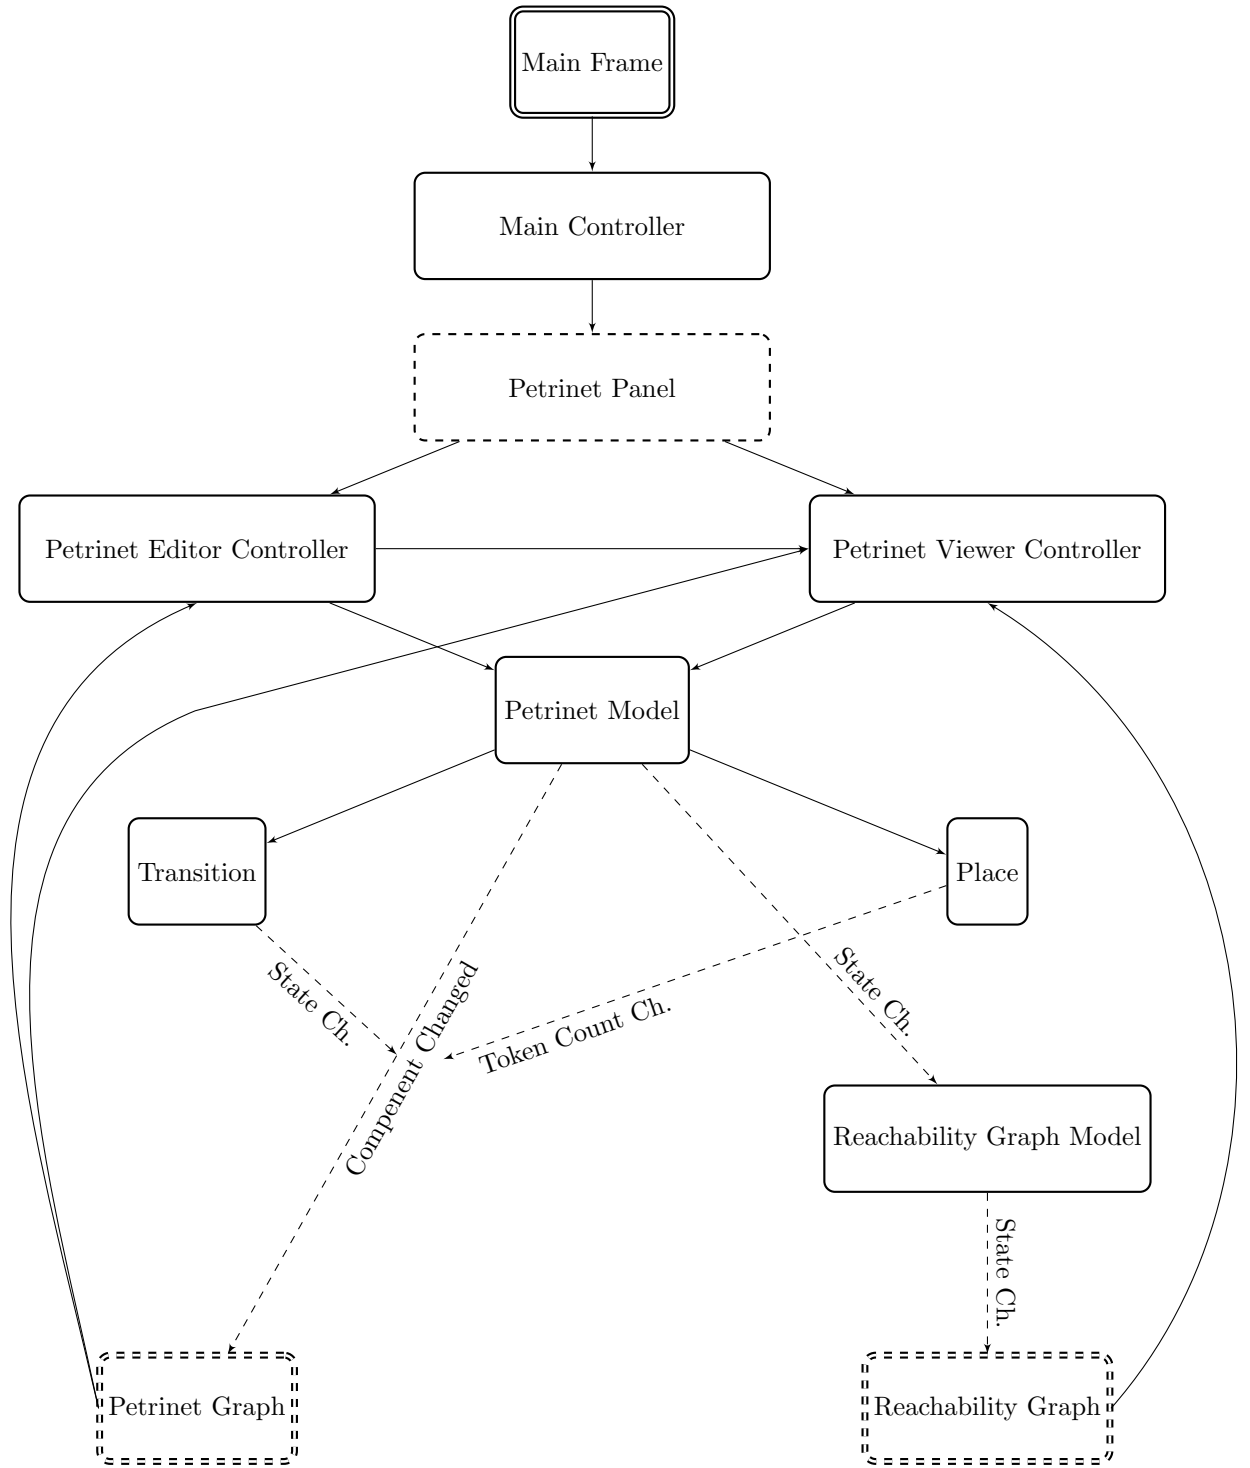 Main Frame
Main Controller
Petrinet Panel
Petrinet Editor Controller
Petrinet Viewer Controller
Petrinet Model
Transition
Place
State Ch.
Compenent Changed
Token Count Ch.
State Ch.
Reachability Graph Model
State Ch.
Petrinet Graph
Reachability Graph